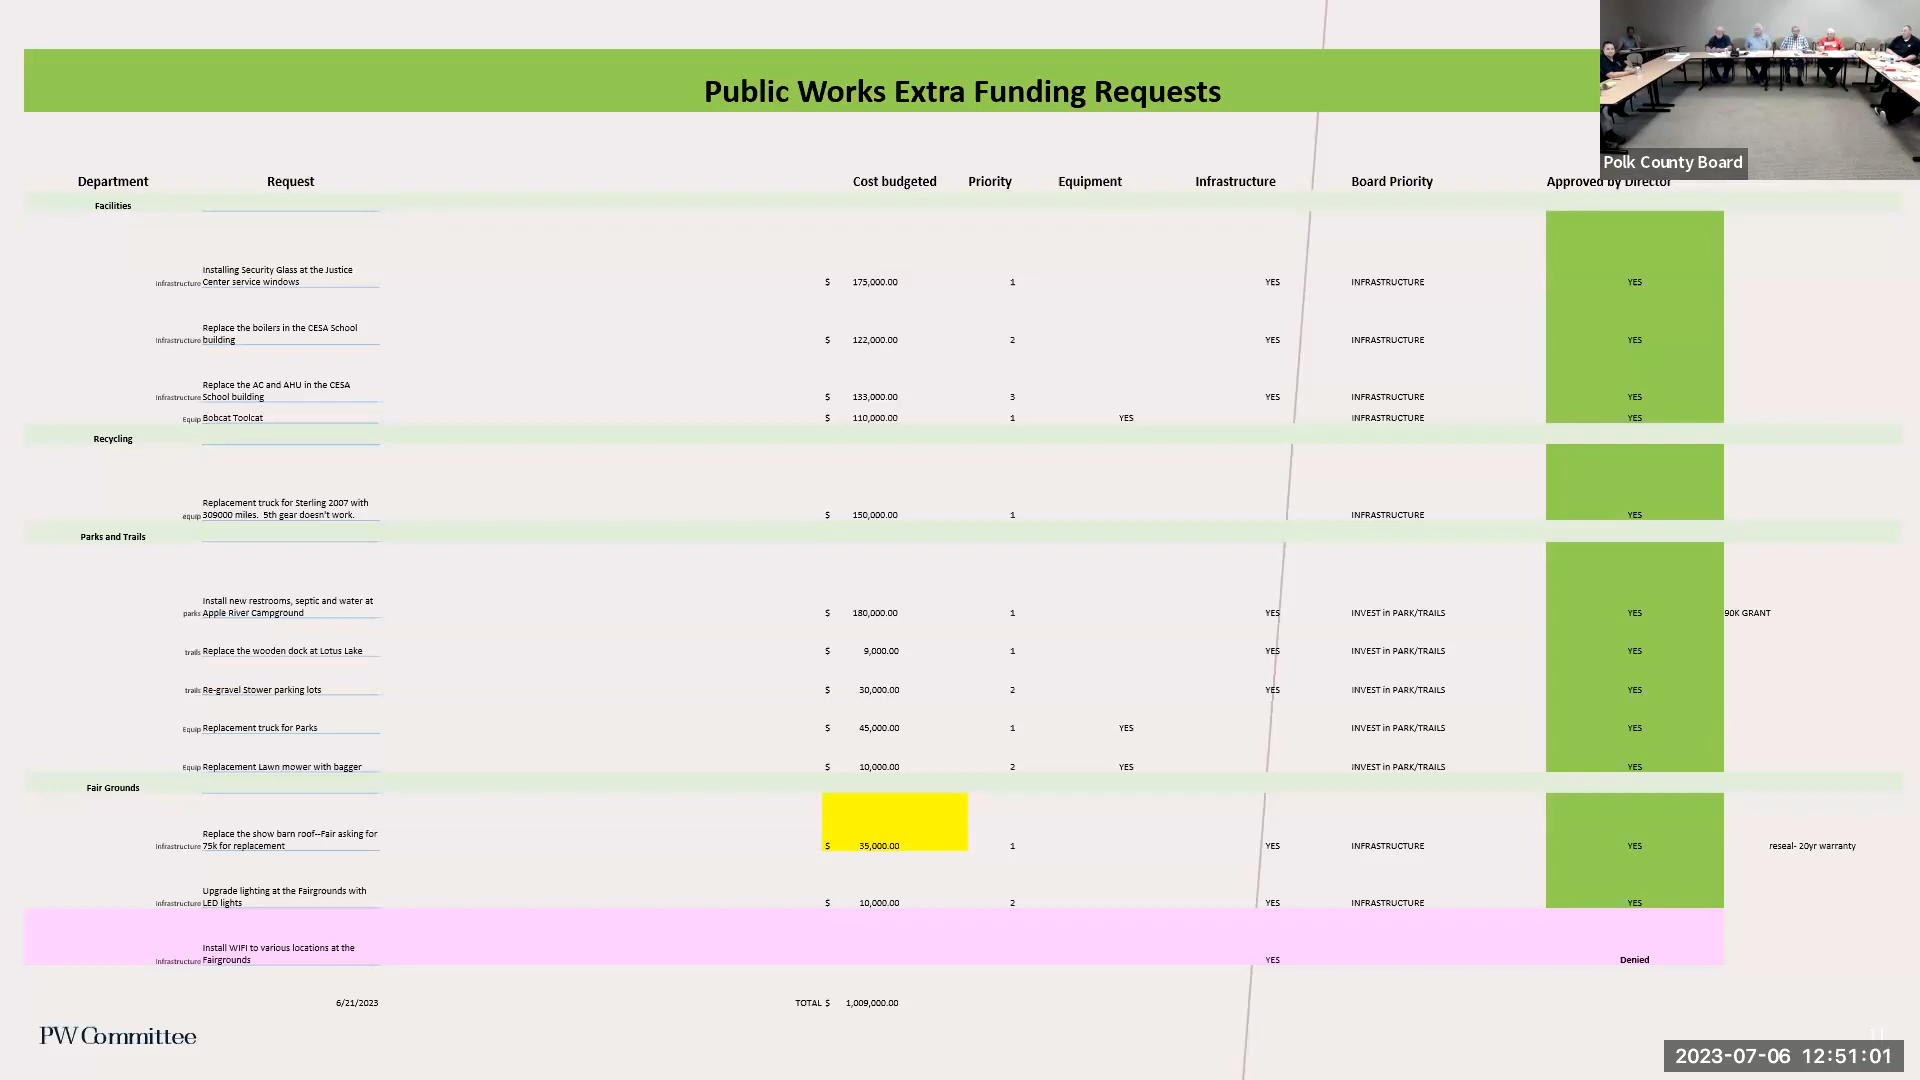 Public Works Extra Funding Requests
Polk County Board
Department Request Cost budgeted Priority Equipment Infrastructure Board Priority Approved by Director
Facilities
Installing Security Glass at the Justice
Infrastructure Center service windows $ 175,000.00 1 YES INFRASTRUCTURE YES
Replace the boilers in the CESA School
Infrastructure building $ 122,000.00 2 YES INFRASTRUCTURE YES
Replace the AC and AHU in the CESA
Infrastructure School building $ 133,000.00 3 YES INFRASTRUCTURE YES
Equip Bobcat Toolcat $ 110,000.00 1 YES INFRASTRUCTURE YES
Recycling
Replacement truck for Sterling 2007 with
equip 309000 miles. 5th gear doesn't work. $ 150,000.00 1 INFRASTRUCTURE YES
Parks and Trails
Install new restrooms, septic and water at
parks Apple River Campground $ 180,000.00 1 YES INVEST in PARK/TRAILS YES 90K GRANT
trails Replace the wooden dock at Lotus Lake $ 9,000.00 1 YES INVEST in PARK/TRAILS YES
trails Re-gravel Stower parking lots $ 30,000.00 2 YES INVEST in PARK/TRAILS YES
Equip Replacement truck for Parks $ 45,000.00 1 YES INVEST in PARK/TRAILS YES
Equip Replacement Lawn mower with bagger $ 10,000.00 2 YES INVEST in PARK/TRAILS YES
Fair Grounds
Replace the show barn roof--Fair asking for
Infrastructure 75k for replacement $ 35,000.00 1 YES INFRASTRUCTURE YES reseal- 20yr warranty
Upgrade lighting at the Fairgrounds with
Infrastructure LED lights $ 10,000.00 2 YES INFRASTRUCTURE YES
Install WIFI to various locations at the
Infrastructure Fairgrounds YES Denied
6/21/2023 TOTAL $ 1,009,000.00
PW Committee
11
2023-07-06 12:51:01